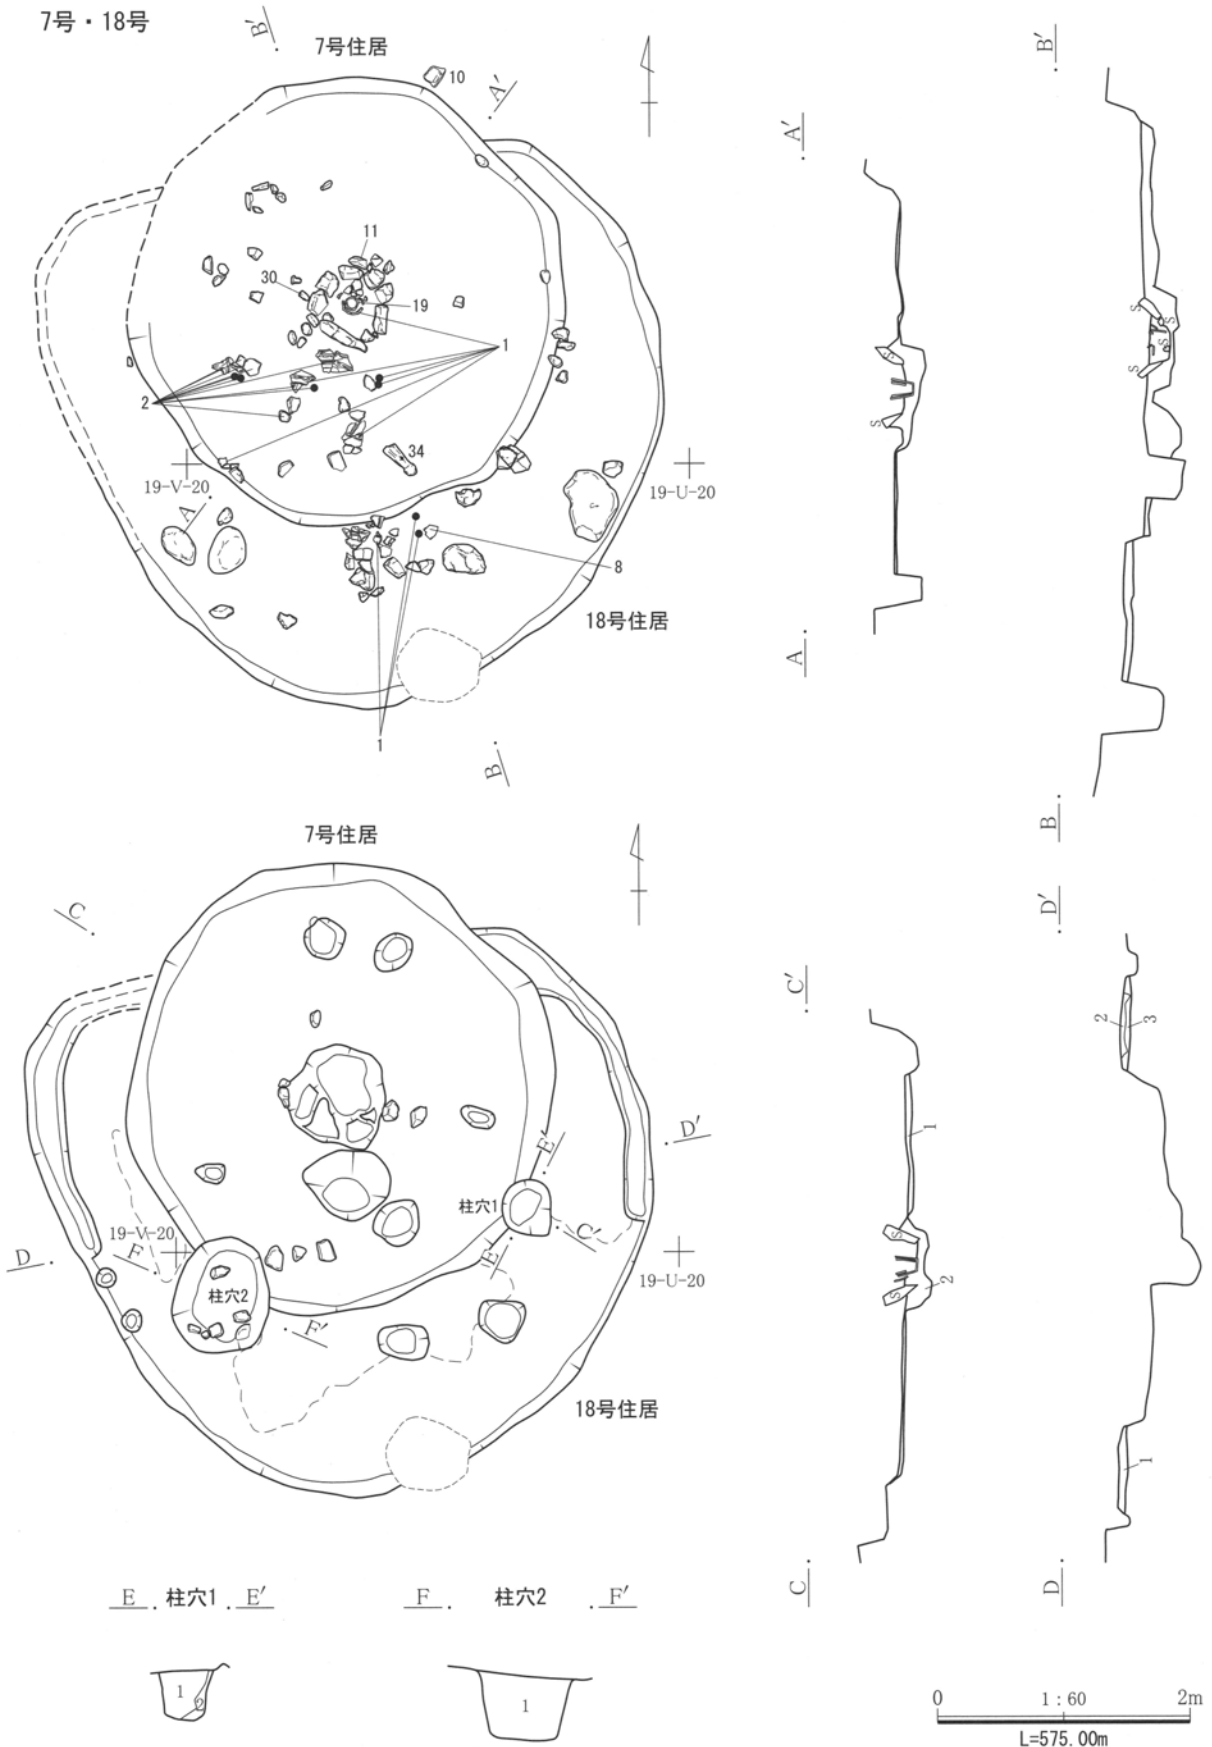 7号・18号
B′
7号住居
10
A′
11
30
19
1
2
34
19-V-20
19-U-20
A
S
8
18号住居
1
B
A′
S
S
A
B′
S
S
S
S
B
7号住居
C
D′
E′
柱穴1
C′
19-V-20
F
E
D
19-U-20
柱穴2
F′
18号住居
C′
1
S
S
2
C
D′
2
3
1
D
E 柱穴1 E′
F 柱穴2 F′
1
2
1
0 1:60 2m
L=575.00m